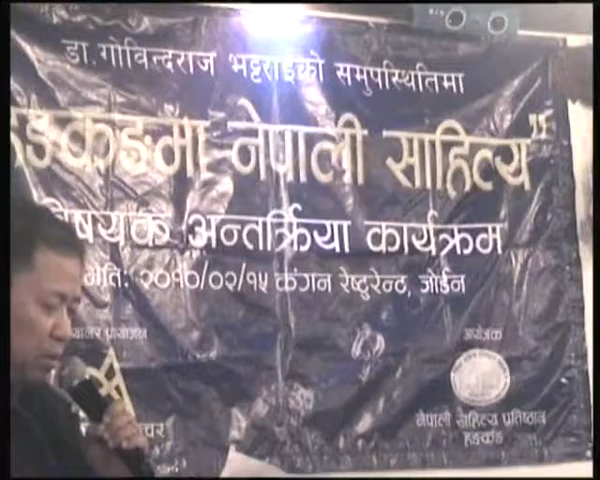 डा.गोविन्दराज भट्टराईको समुपस्थितिमा
हङकङमा नेपाली साहित्य"
विषयक अन्तर्क्रिया कार्यक्रम
मिति: २०१०/०२/१५ कंगन रेष्टुरेन्ट, जोर्डन
आयोजक
नेपाली साहित्य प्रतिष्ठान
हङकङ